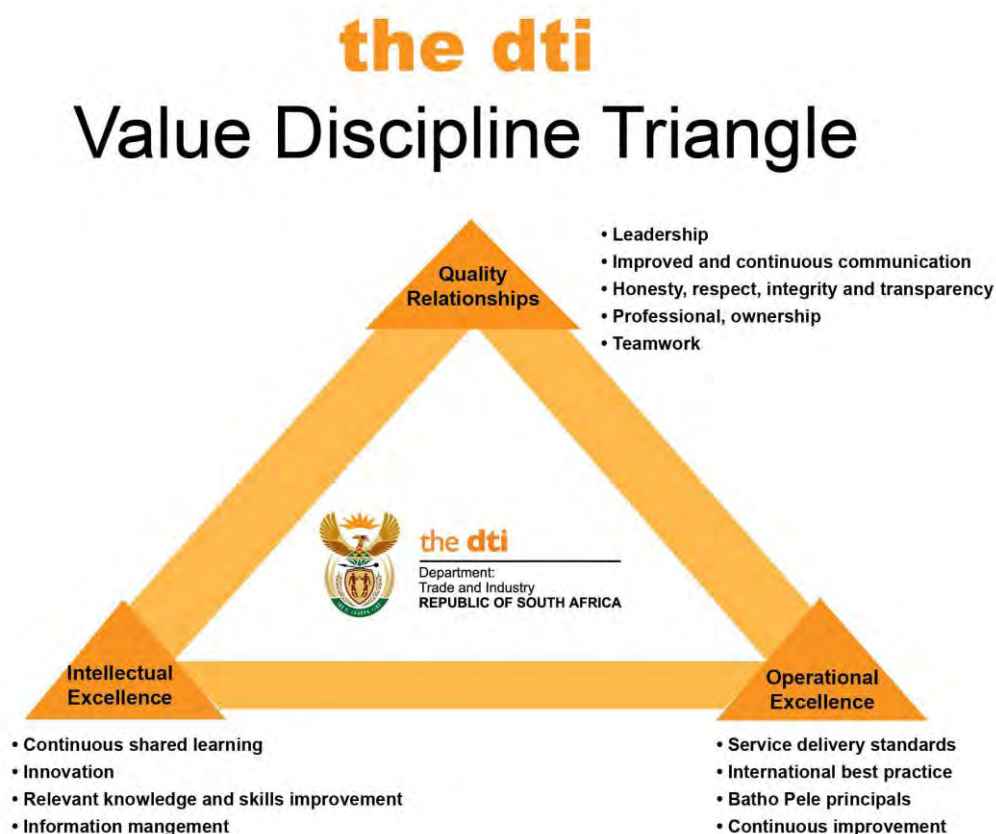 the dti
Value Discipline Triangle
Quality
Relationships
• Leadership
• Improved and continuous communication
• Honesty, respect, integrity and transparency
• Professional, ownership
• Teamwork
the dti
Department:
Trade and Industry
REPUBLIC OF SOUTH AFRICA
Intellectual
Excellence
• Continuous shared learning
• Innovation
• Relevant knowledge and skills improvement
• Information mangement
Operational
Excellence
• Service delivery standards
• International best practice
• Batho Pele principals
• Continuous improvement